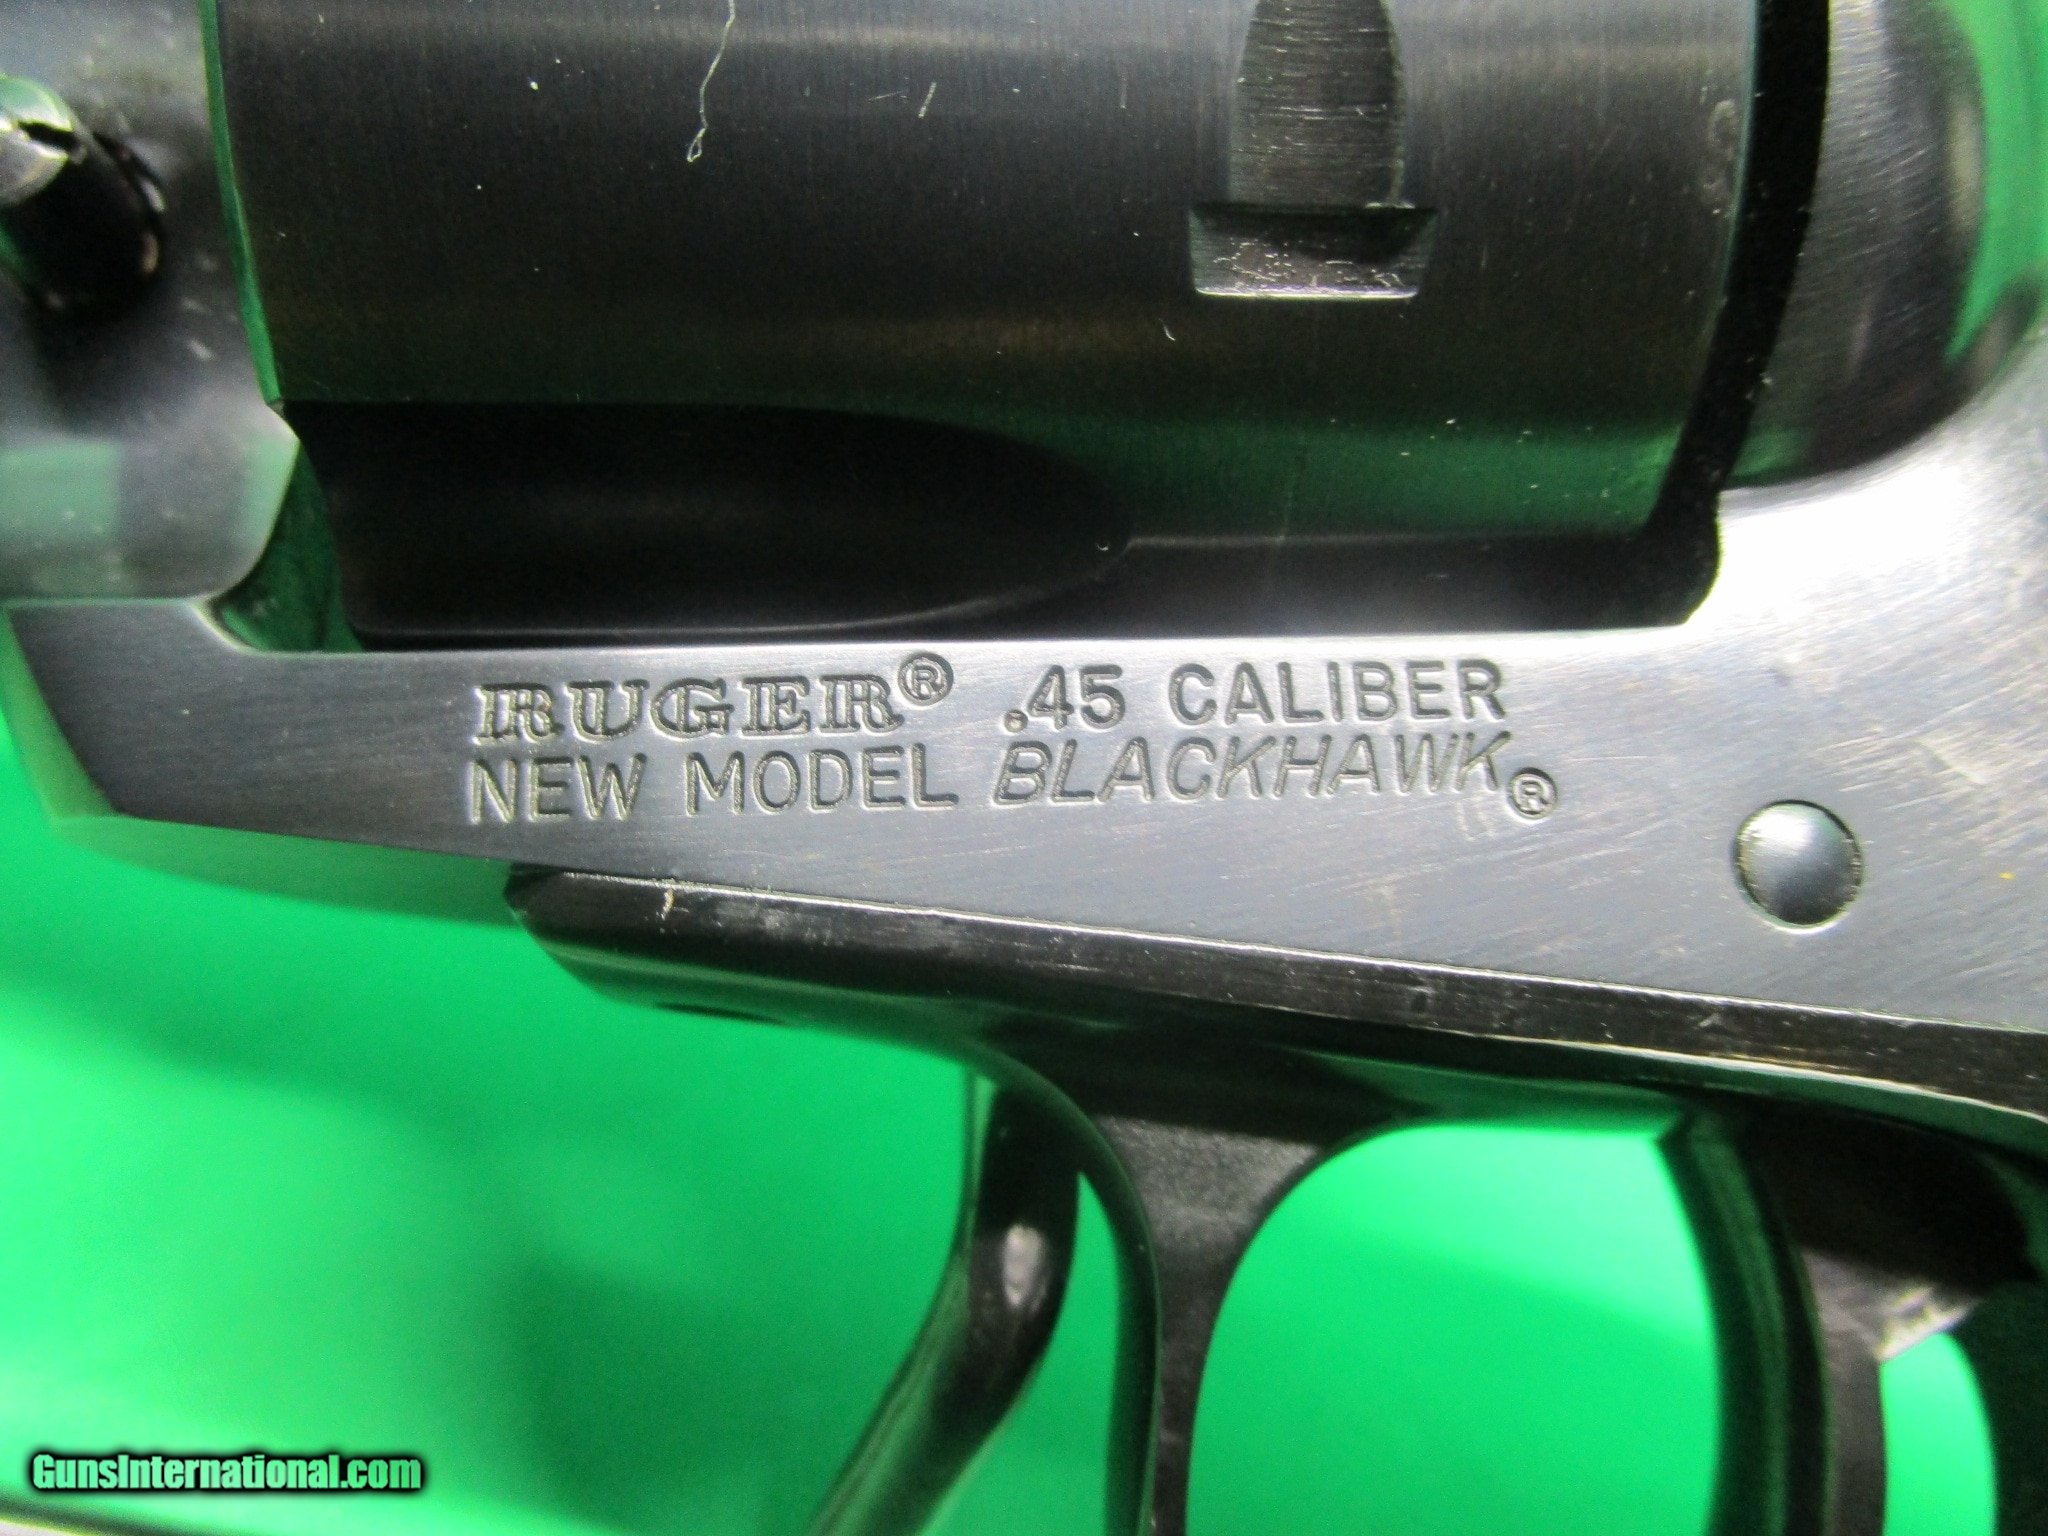 RUGER® .45 CALIBER
NEW MODEL BLACKHAWK®
GunsInternational.com